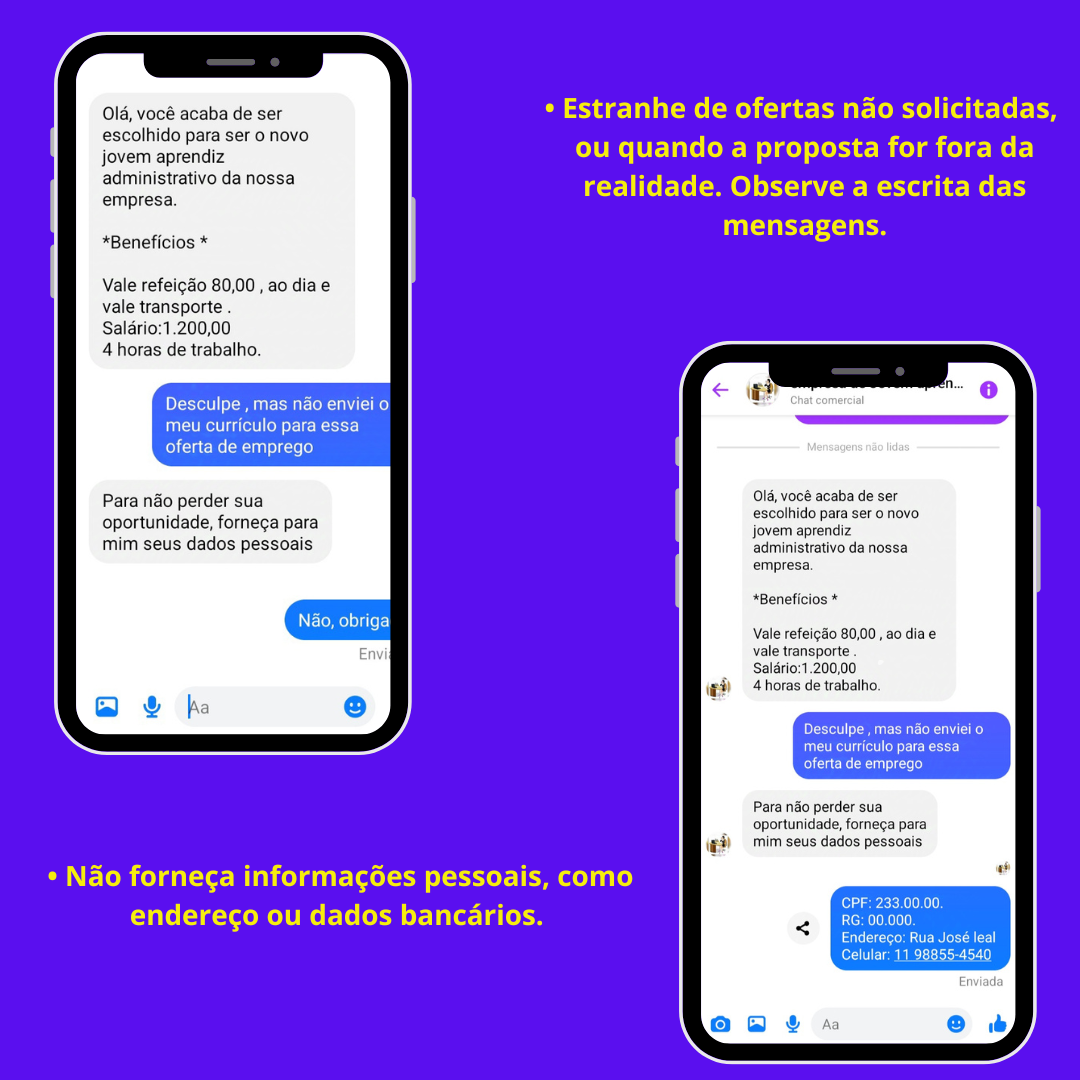 Olá, você acaba de ser
escolhido para ser o novo
jovem aprendiz
administrativo da nossa
empresa.
*Benefícios *
Vale refeição 80,00 , ao dia e
vale transporte .
Salário:1.200,00
4 horas de trabalho.
Desculpe , mas não enviei o
meu currículo para essa
oferta de emprego
Para não perder sua
oportunidade, forneça para
mim seus dados pessoais
Não, obriga
Envia
Aa
• Estranhe de ofertas não solicitadas,
ou quando a proposta for fora da
realidade. Observe a escrita das
mensagens.
• Não forneça informações pessoais, como
endereço ou dados bancários.
empresa de Jovem apren...
Chat comercial
Mensagens não lidas
Olá, você acaba de ser
escolhido para ser o novo
jovem aprendiz
administrativo da nossa
empresa.
*Benefícios *
Vale refeição 80,00 , ao dia e
vale transporte .
Salário:1.200,00
4 horas de trabalho.
Desculpe , mas não enviei o
meu currículo para essa
oferta de emprego
Para não perder sua
oportunidade, forneça para
mim seus dados pessoais
CPF: 233.00.00.
RG: 00.000.
Endereço: Rua José leal
Celular: 11 98855-4540
Enviada
Aa